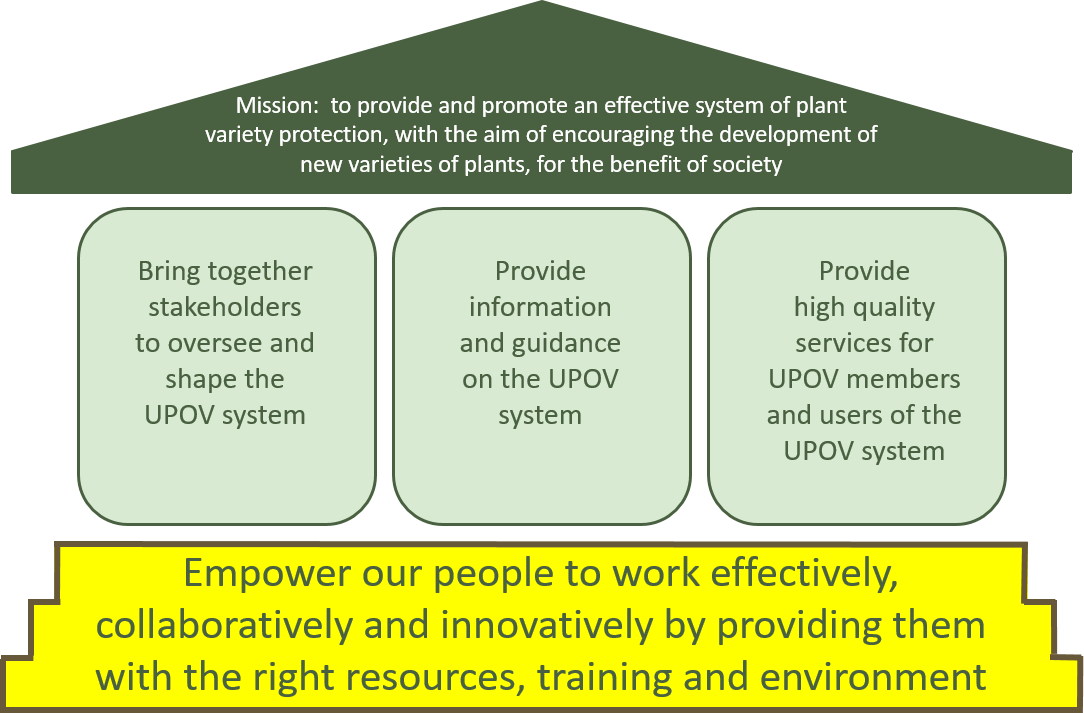 Mission:  to provide and promote an effective system of plant
variety protection, with the aim of encouraging the development of
new varieties of plants, for the benefit of society
Bring together
stakeholders
to oversee and
shape the
UPOV system
Provide
information
and guidance
on the UPOV
system
Provide
high quality
services for
UPOV members
and users of the
UPOV system
Empower our people to work effectively,
collaboratively and innovatively by providing them
with the right resources, training and environment